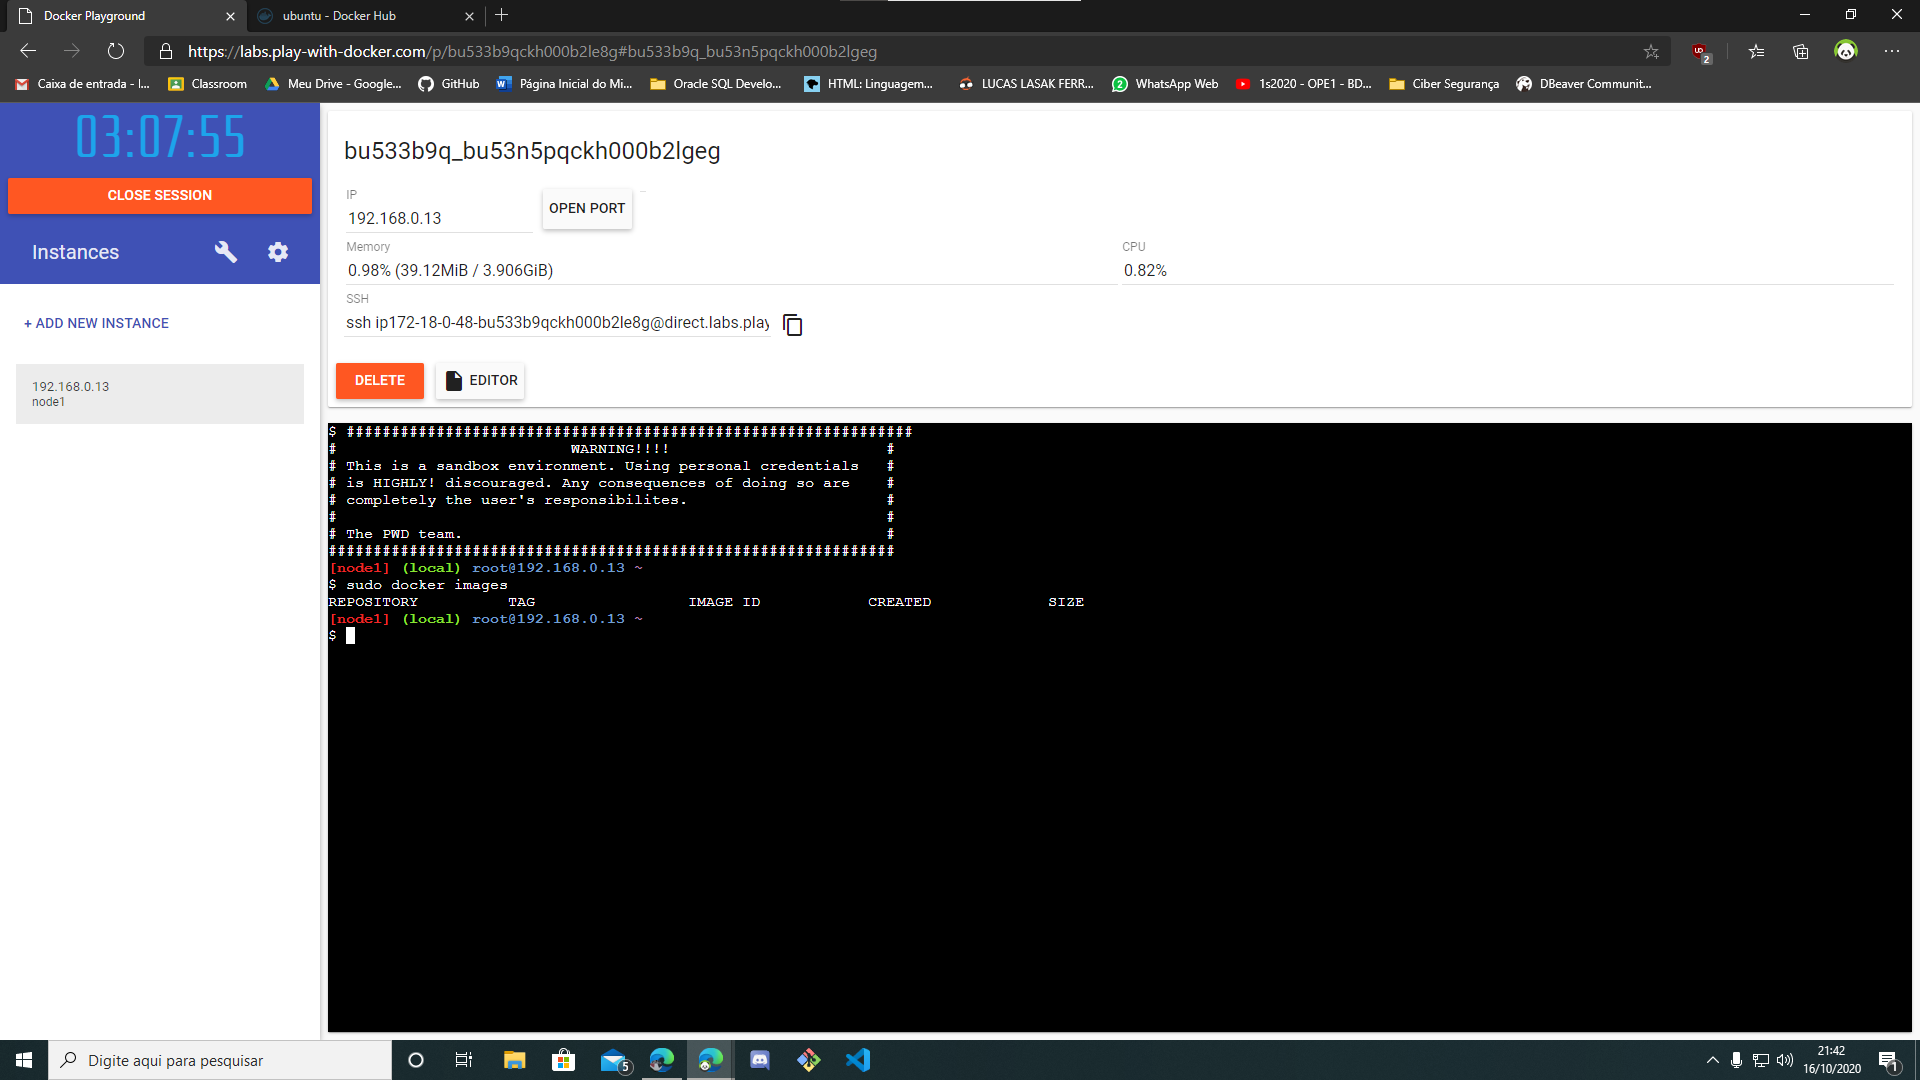 Docker Playground
ubuntu - Docker Hub
https://labs.play-with-docker.com/p/bu533b9qckh000b2le8g#bu533b9q_bu53n5pqckh000b2lgeg
2
Caixa de entrada - l...
Classroom
Meu Drive - Google...
GitHub
Página Inicial do Mi...
Oracle SQL Develo...
HTML: Linguagem...
LUCAS LASAK FERR...
2
WhatsApp Web
1s2020 - OPE1 - BD...
Ciber Segurança
DBeaver Communit...
03:07:55
CLOSE SESSION
Instances
+ ADD NEW INSTANCE
192.168.0.13
node1
bu533b9q_bu53n5pqckh000b2lgeg
IP
192.168.0.13
OPEN PORT
Memory
0.98% (39.12MiB / 3.906GiB)
CPU
0.82%
SSH
ssh ip172-18-0-48-bu533b9qckh000b2le8g@direct.labs.play
DELETE
EDITOR
$ ###############################################################
# WARNING!!!! #
# This is a sandbox environment. Using personal credentials #
# is HIGHLY! discouraged. Any consequences of doing so are #
# completely the user's responsibilites. #
# #
# The PWD team. #
###############################################################
[node1] (local) root@192.168.0.13 ~
$ sudo docker images
REPOSITORY TAG IMAGE ID CREATED SIZE
[node1] (local) root@192.168.0.13 ~
$
Digite aqui para pesquisar
5
21:42
16/10/2020
1